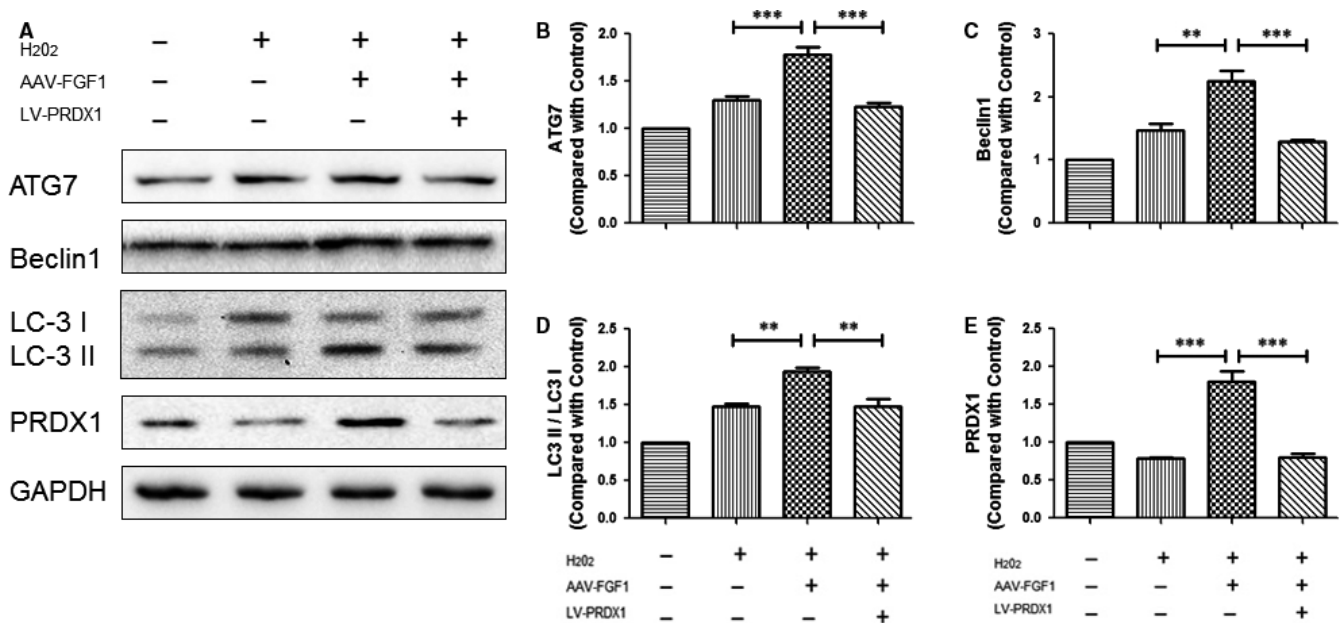 A
H2O2 – + + +
AAV-FGF1 – – + +
LV-PRDX1 – – – +
ATG7
Beclin1
LC-3 I
LC-3 II
PRDX1
GAPDH
B
*** ***
ATG7
(Compared with Control)
2.0
1.5
1.0
0.5
0.0
C
** ***
Beclin1
(Compared with Control)
3
2
1
0
D
** **
LC3 II / LC3 I
(Compared with Control)
2.5
2.0
1.5
1.0
0.5
0.0
H2O2 – + + +
AAV-FGF1 – – + +
LV-PRDX1 – – – +
E
*** ***
PRDX1
(Compared with Control)
2.5
2.0
1.5
1.0
0.5
0.0
H2O2 – + + +
AAV-FGF1 – – + +
LV-PRDX1 – – – +